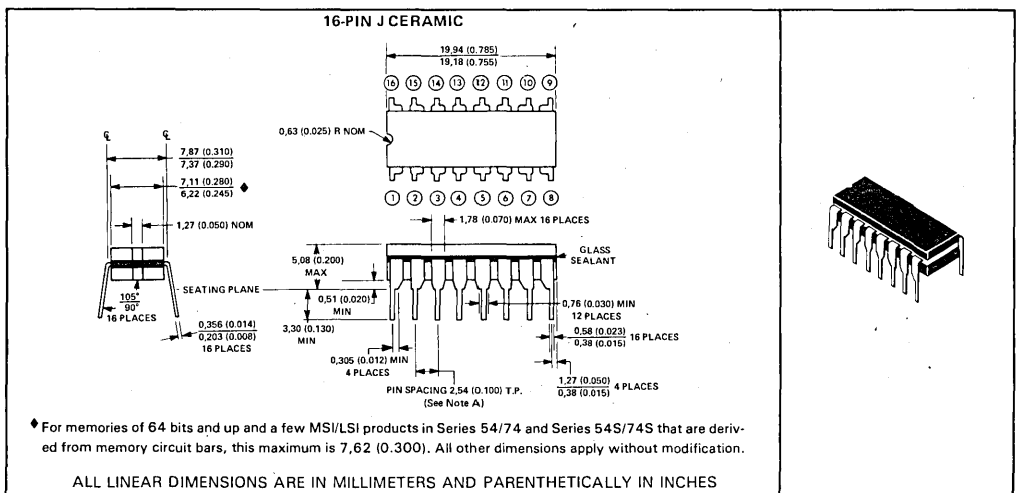 16-PIN J CERAMIC
19,94 (0.785)
19,18 (0.755)
16 15 14 13 12 11 10 9
0,63 (0.025) R NOM
1 2 3 4 5 6 7 8
℄ ℄
7,87 (0.310)
7,37 (0.290)
7,11 (0.280) ♦
6,22 (0.245)
1,27 (0.050) NOM
105°
90°
16 PLACES
0,356 (0.014)
0,203 (0.008)
16 PLACES
1,78 (0.070) MAX 16 PLACES
GLASS
SEALANT
5,08 (0.200)
MAX
SEATING PLANE
0,51 (0.020)
MIN
3,30 (0.130)
MIN
0,76 (0.030) MIN
12 PLACES
0,58 (0.023)
0,38 (0.015) 16 PLACES
0,305 (0.012) MIN
4 PLACES
1,27 (0.050)
0,38 (0.015) 4 PLACES
PIN SPACING 2,54 (0.100) T.P.
(See Note A)
♦ For memories of 64 bits and up and a few MSI/LSI products in Series 54/74 and Series 54S/74S that are deriv-
ed from memory circuit bars, this maximum is 7,62 (0.300). All other dimensions apply without modification.
ALL LINEAR DIMENSIONS ARE IN MILLIMETERS AND PARENTHETICALLY IN INCHES